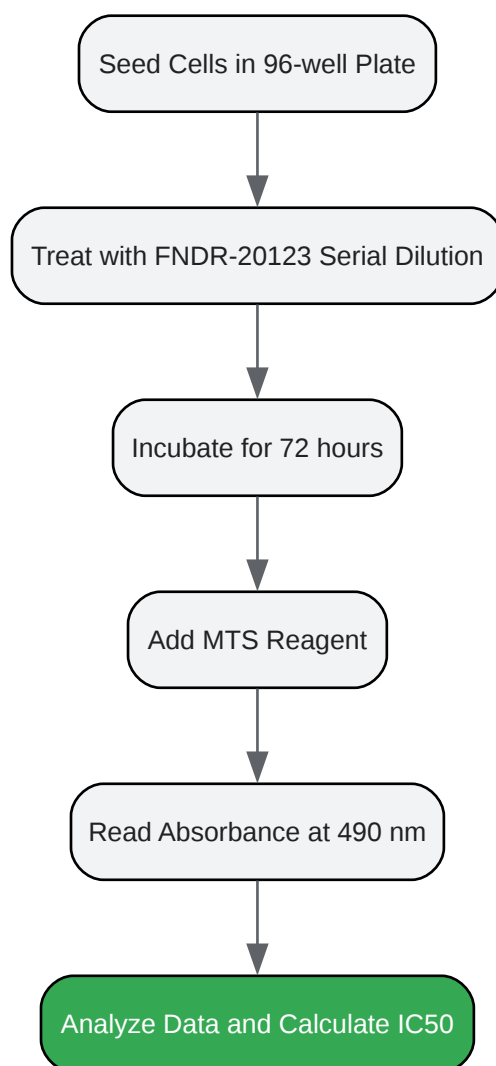 Seed Cells in 96-well Plate
Treat with FNDR-20123 Serial Dilution
Incubate for 72 hours
Add MTS Reagent
Read Absorbance at 490 nm
Analyze Data and Calculate IC50